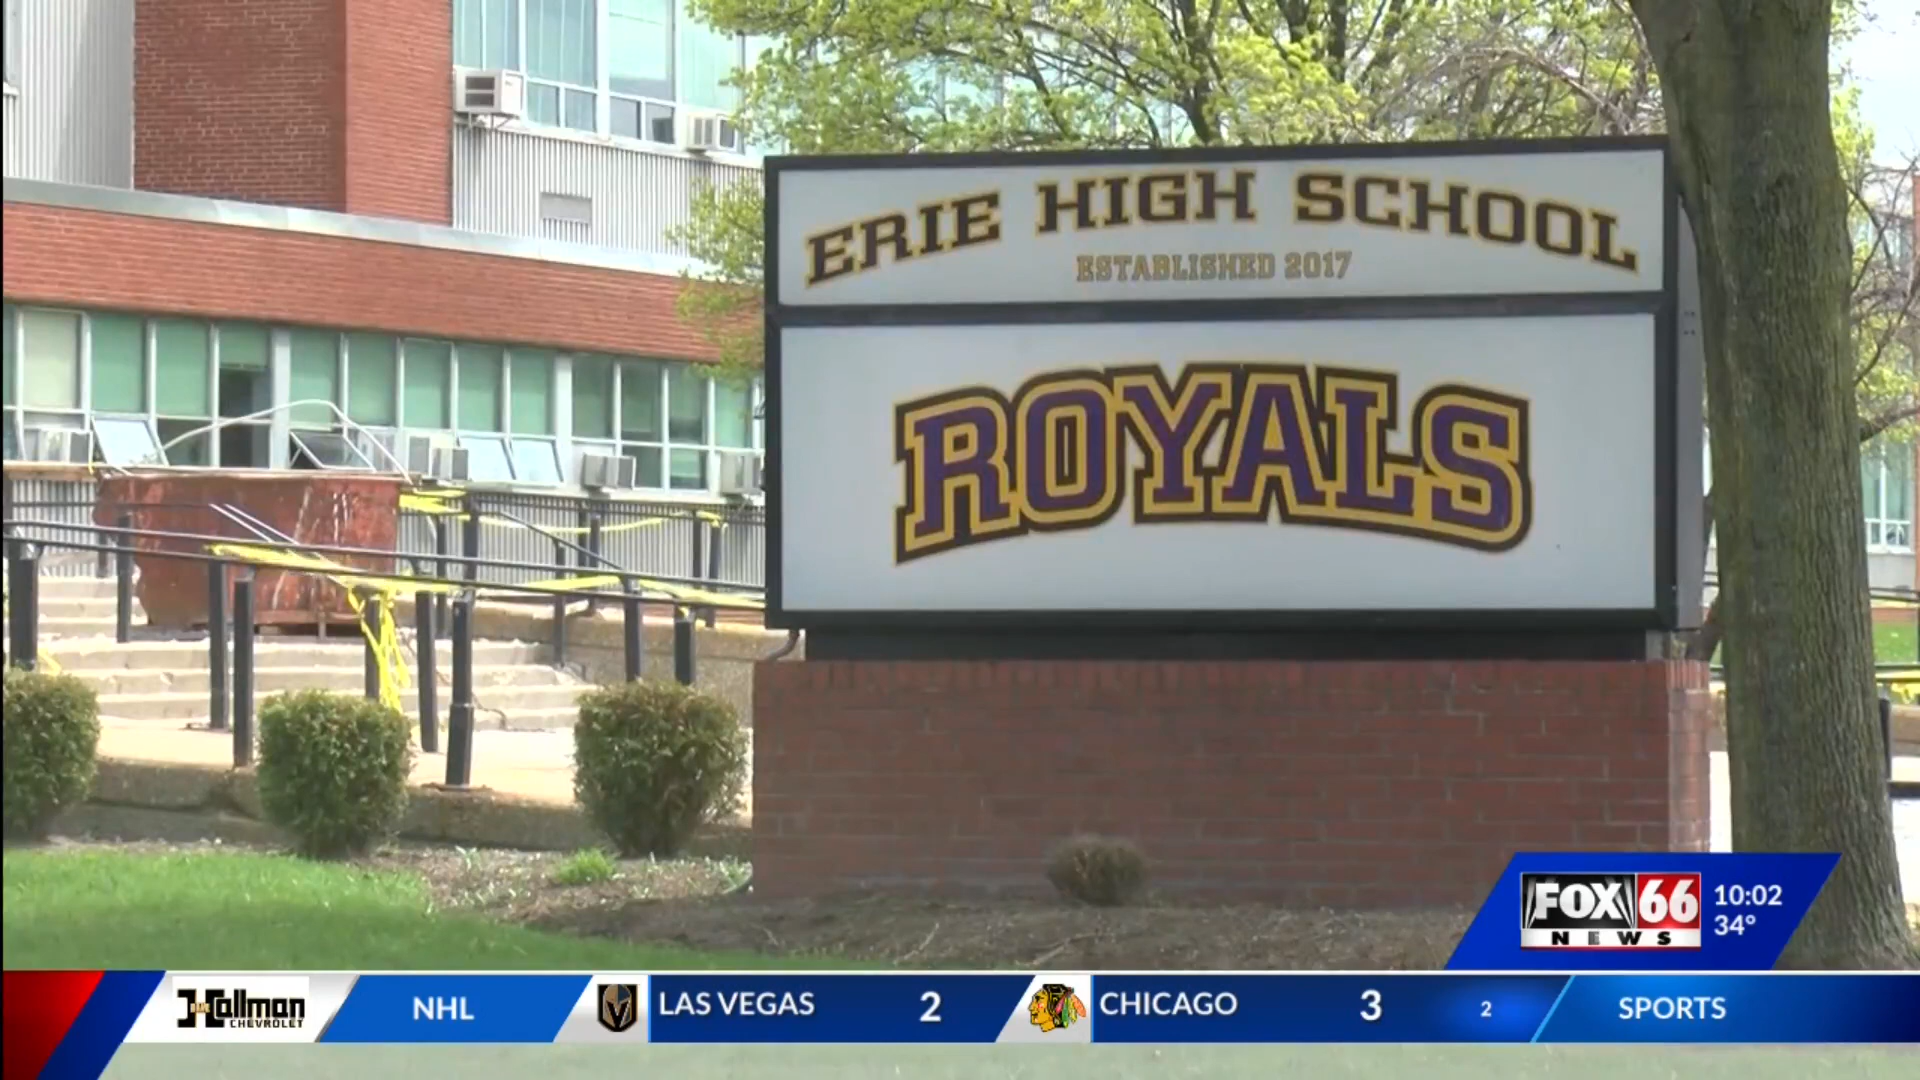 ERIE HIGH SCHOOL
ESTABLISHED 2017
ROYALS
FOX 66
NEWS
10:02
34°
Hallman
CHEVROLET
NHL
LAS VEGAS 2
CHICAGO 3
2
SPORTS